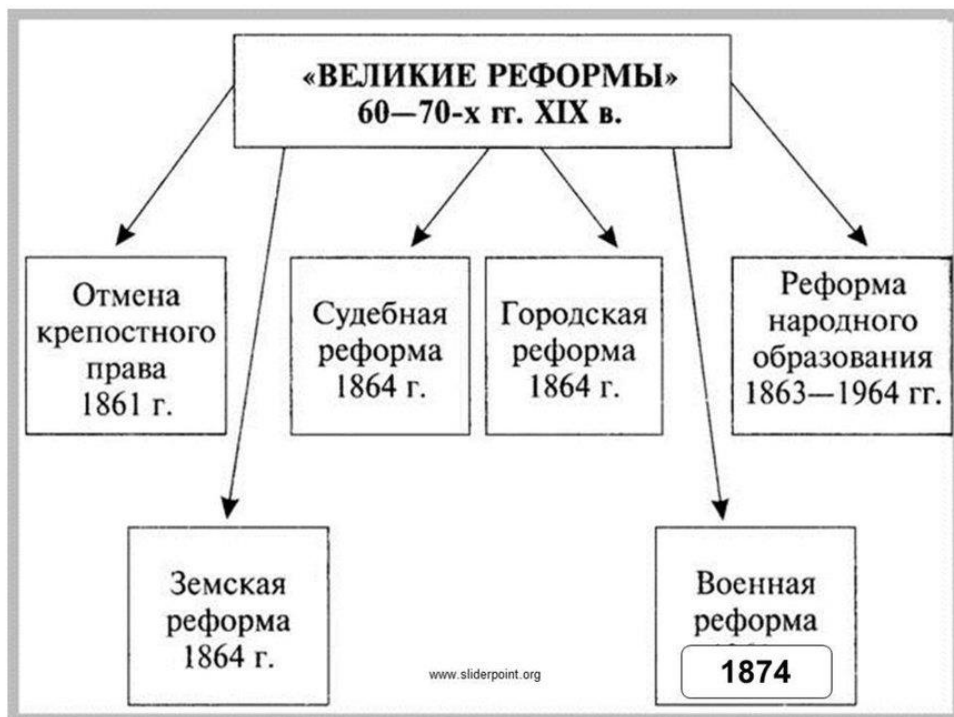 «ВЕЛИКИЕ РЕФОРМЫ»
60—70-х гг. XIX в.
Отмена
крепостного
права
1861 г.
Судебная
реформа
1864 г.
Городская
реформа
1864 г.
Реформа
народного
образования
1863—1964 гг.
Земская
реформа
1864 г.
Военная
реформа
1874
www.sliderpoint.org